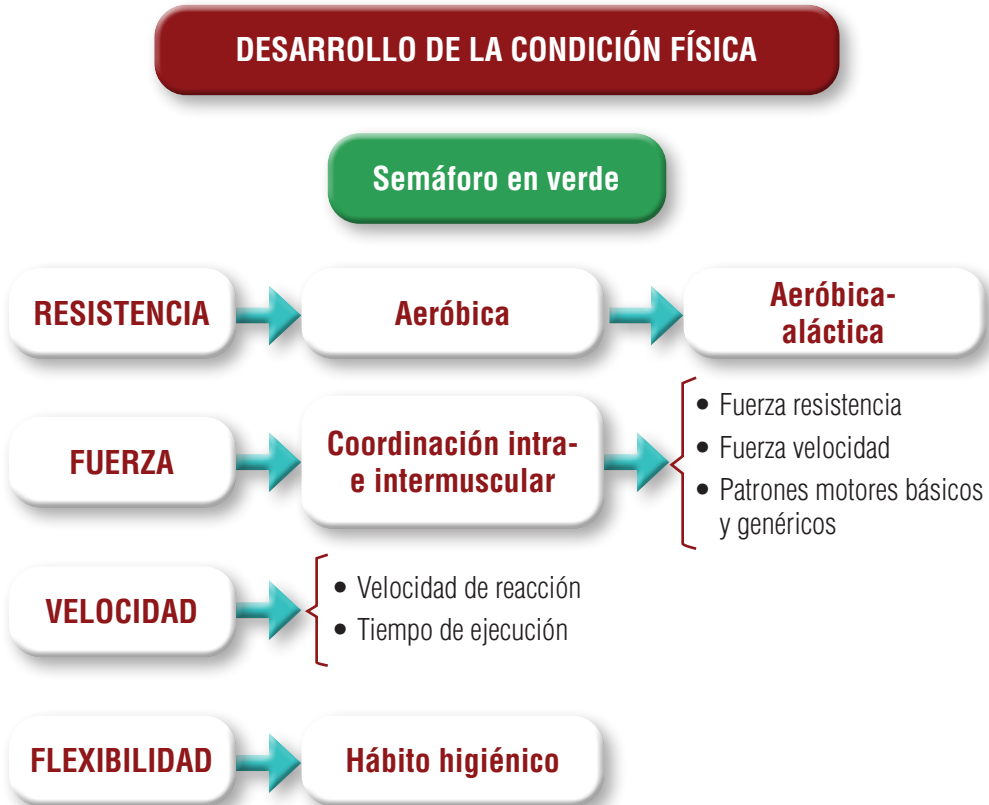 DESARROLLO DE LA CONDICIÓN FÍSICA
Semáforo en verde
RESISTENCIA
Aeróbica
Aeróbica-
aláctica
FUERZA
Coordinación intra-
e intermuscular
• Fuerza resistencia
• Fuerza velocidad
• Patrones motores básicos
y genéricos
VELOCIDAD
• Velocidad de reacción
• Tiempo de ejecución
FLEXIBILIDAD
Hábito higiénico